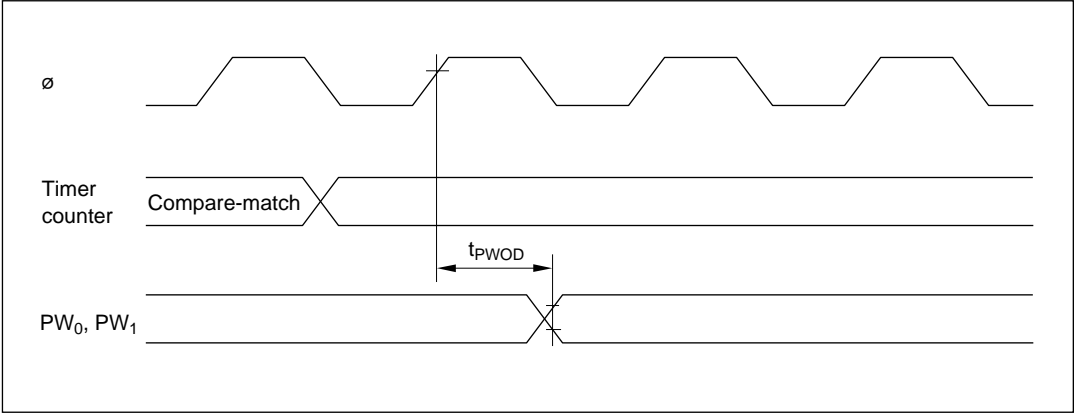 ø
Timer
counter
Compare-match
tPWOD
PW0, PW1